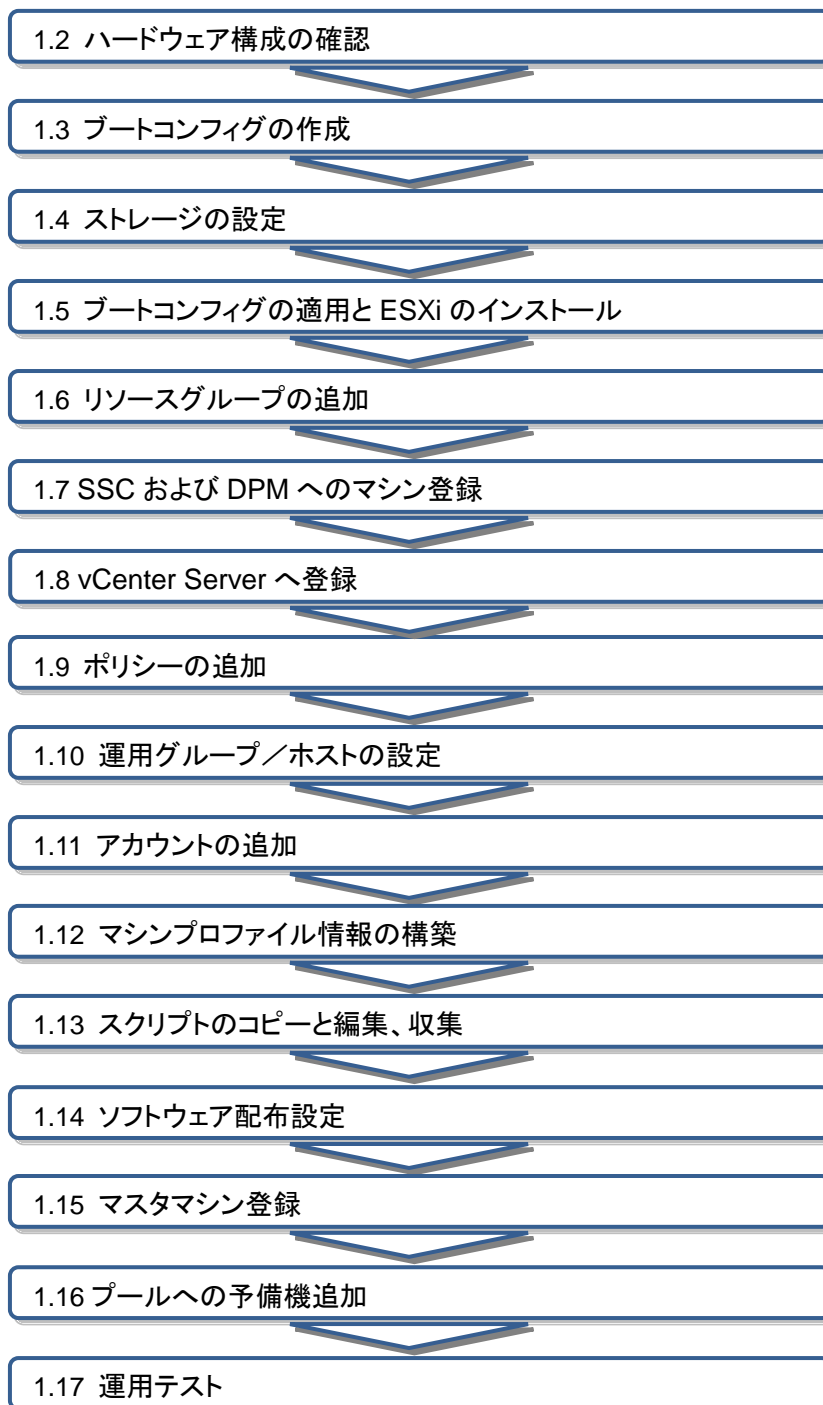 1.2 ハードウェア構成の確認
1.3 ブートコンフィグの作成
1.4 ストレージの設定
1.5 ブートコンフィグの適用と ESXi のインストール
1.6 リソースグループの追加
1.7 SSC および DPM へのマシン登録
1.8 vCenter Server へ登録
1.9 ポリシーの追加
1.10 運用グループ／ホストの設定
1.11 アカウントの追加
1.12 マシンプロファイル情報の構築
1.13 スクリプトのコピーと編集、収集
1.14 ソフトウェア配布設定
1.15 マスタマシン登録
1.16 プールへの予備機追加
1.17 運用テスト